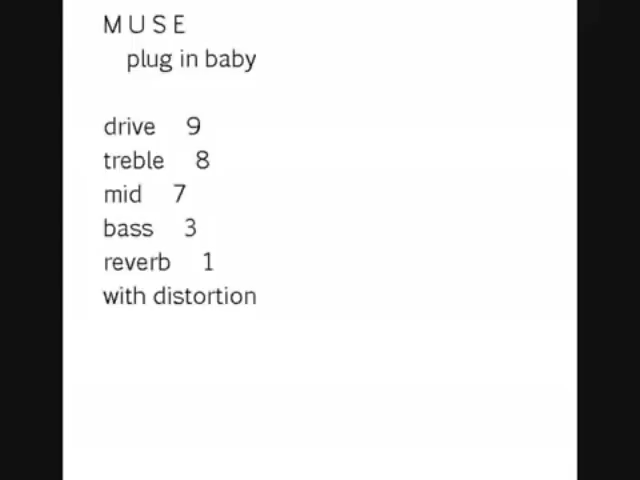 M U S E
plug in baby
drive 9
treble 8
mid 7
bass 3
reverb 1
with distortion